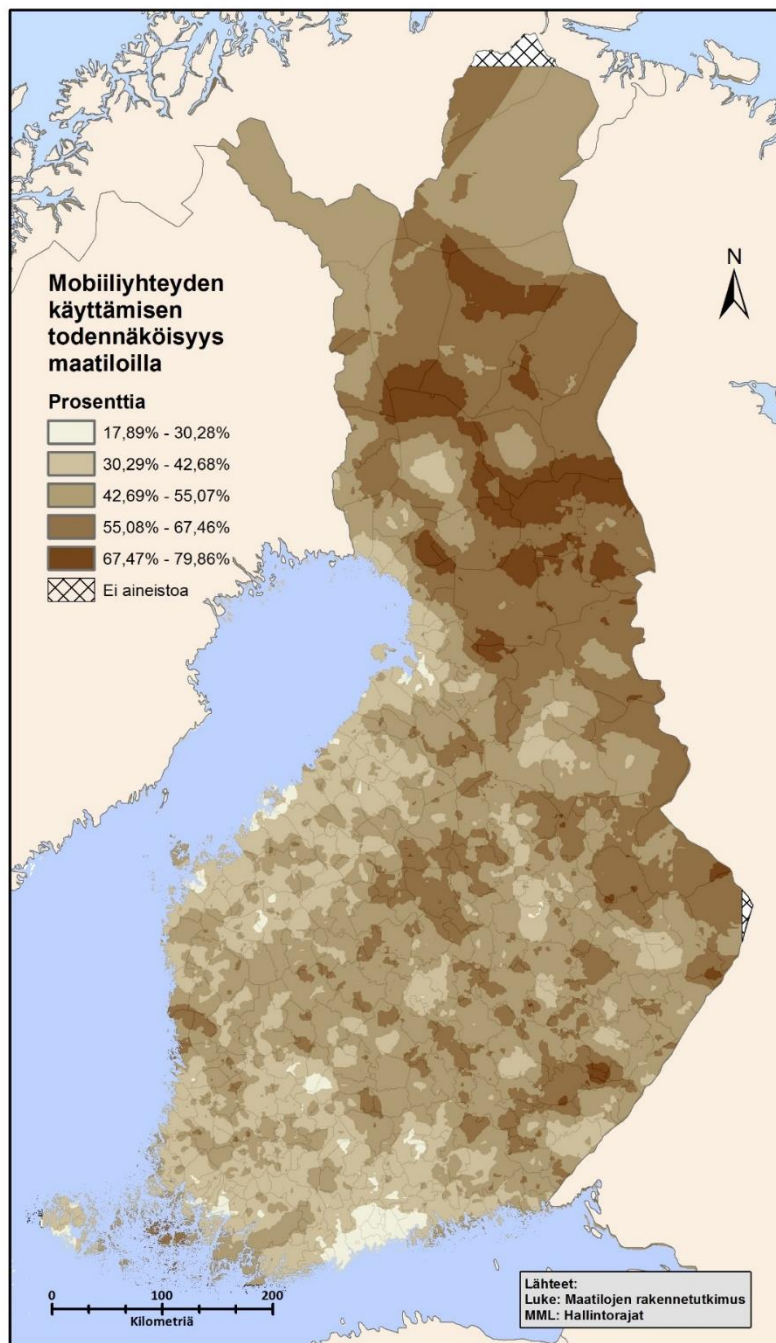 Mobiiliyhteyden
käyttämisen
todennäköisyys
maatiloilla
Prosenttia
17,89% - 30,28%
30,29% - 42,68%
42,69% - 55,07%
55,08% - 67,46%
67,47% - 79,86%
Ei aineistoa
N
0 100 200
Kilometriä
Lähteet:
Luke: Maatilojen rakennetutkimus
MML: Hallintorajat